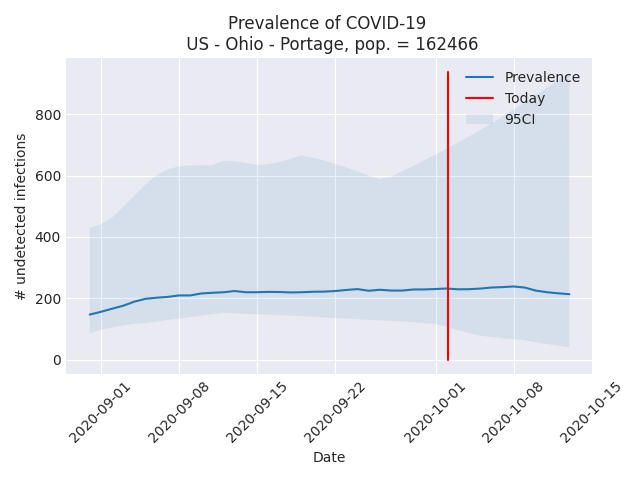 Prevalence of COVID-19
US - Ohio - Portage, pop. = 162466
Prevalence
Today
95CI
800
600
400
200
0
# undetected infections
2020-09-01
2020-09-08
2020-09-15
2020-09-22
2020-10-01
2020-10-08
2020-10-15
Date